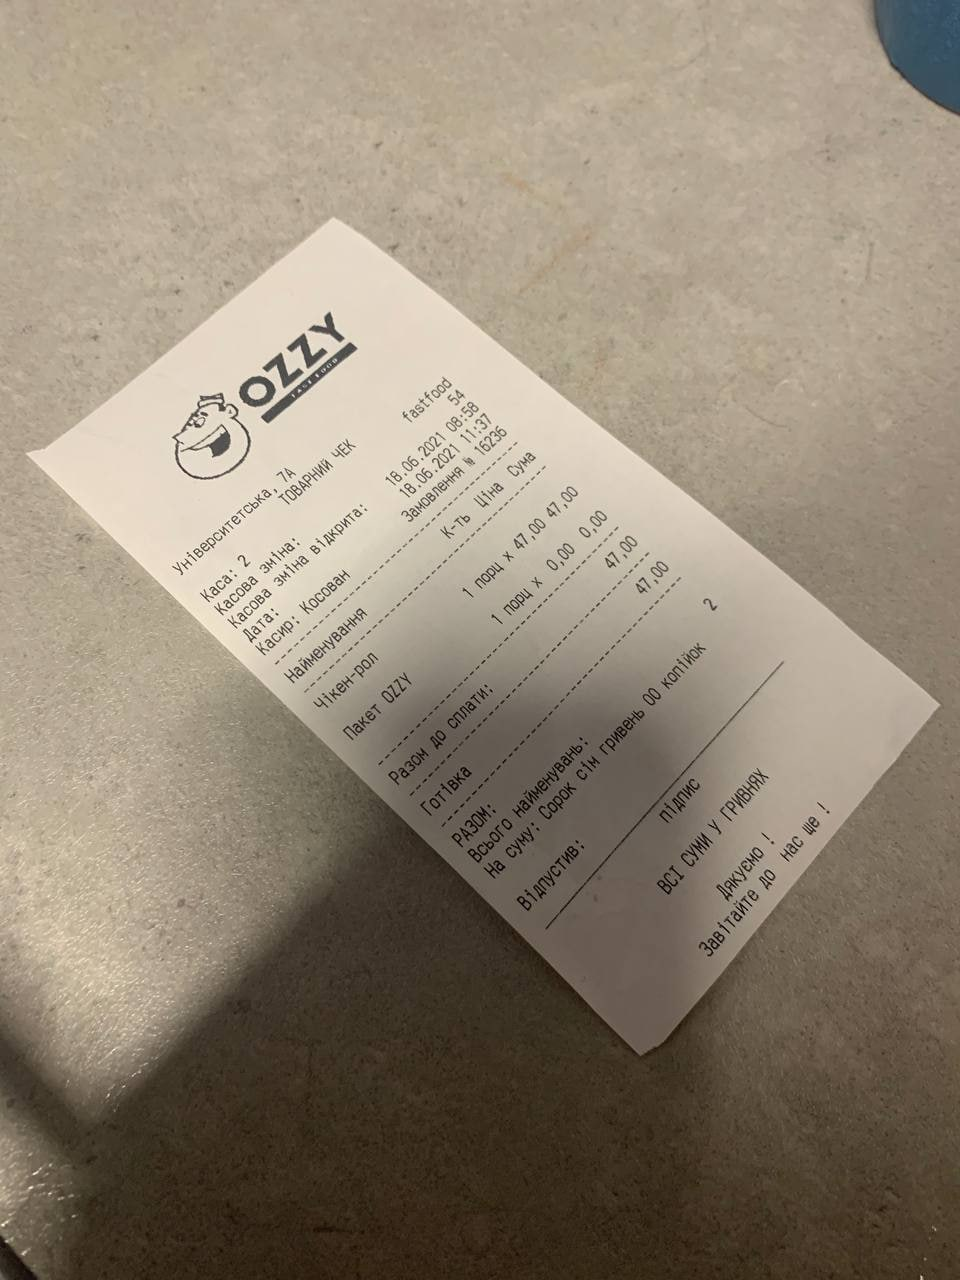 OZZY
FAST FOOD
Університетська, 7А
ТОВАРНИЙ ЧЕК
Каса: 2 fastfood
Касова зміна: 54
Касова зміна відкрита: 18.06.2021 08:58
Дата: 18.06.2021 11:37
Касир: Косован Замовлення № 16236
Найменування К-ть Ціна Сума
Чікен-рол 1 порц x 47,00 47,00
Пакет OZZY 1 порц x 0,00 0,00
Разом до сплати: 47,00
Готівка 47,00
РАЗОМ:
Всього найменувань: 2
На суму: Сорок сім гривень 00 копійок
Відпустив:
підпис
ВСІ СУМИ У ГРИВНЯХ
Дякуємо !
Завітайте до нас ще !